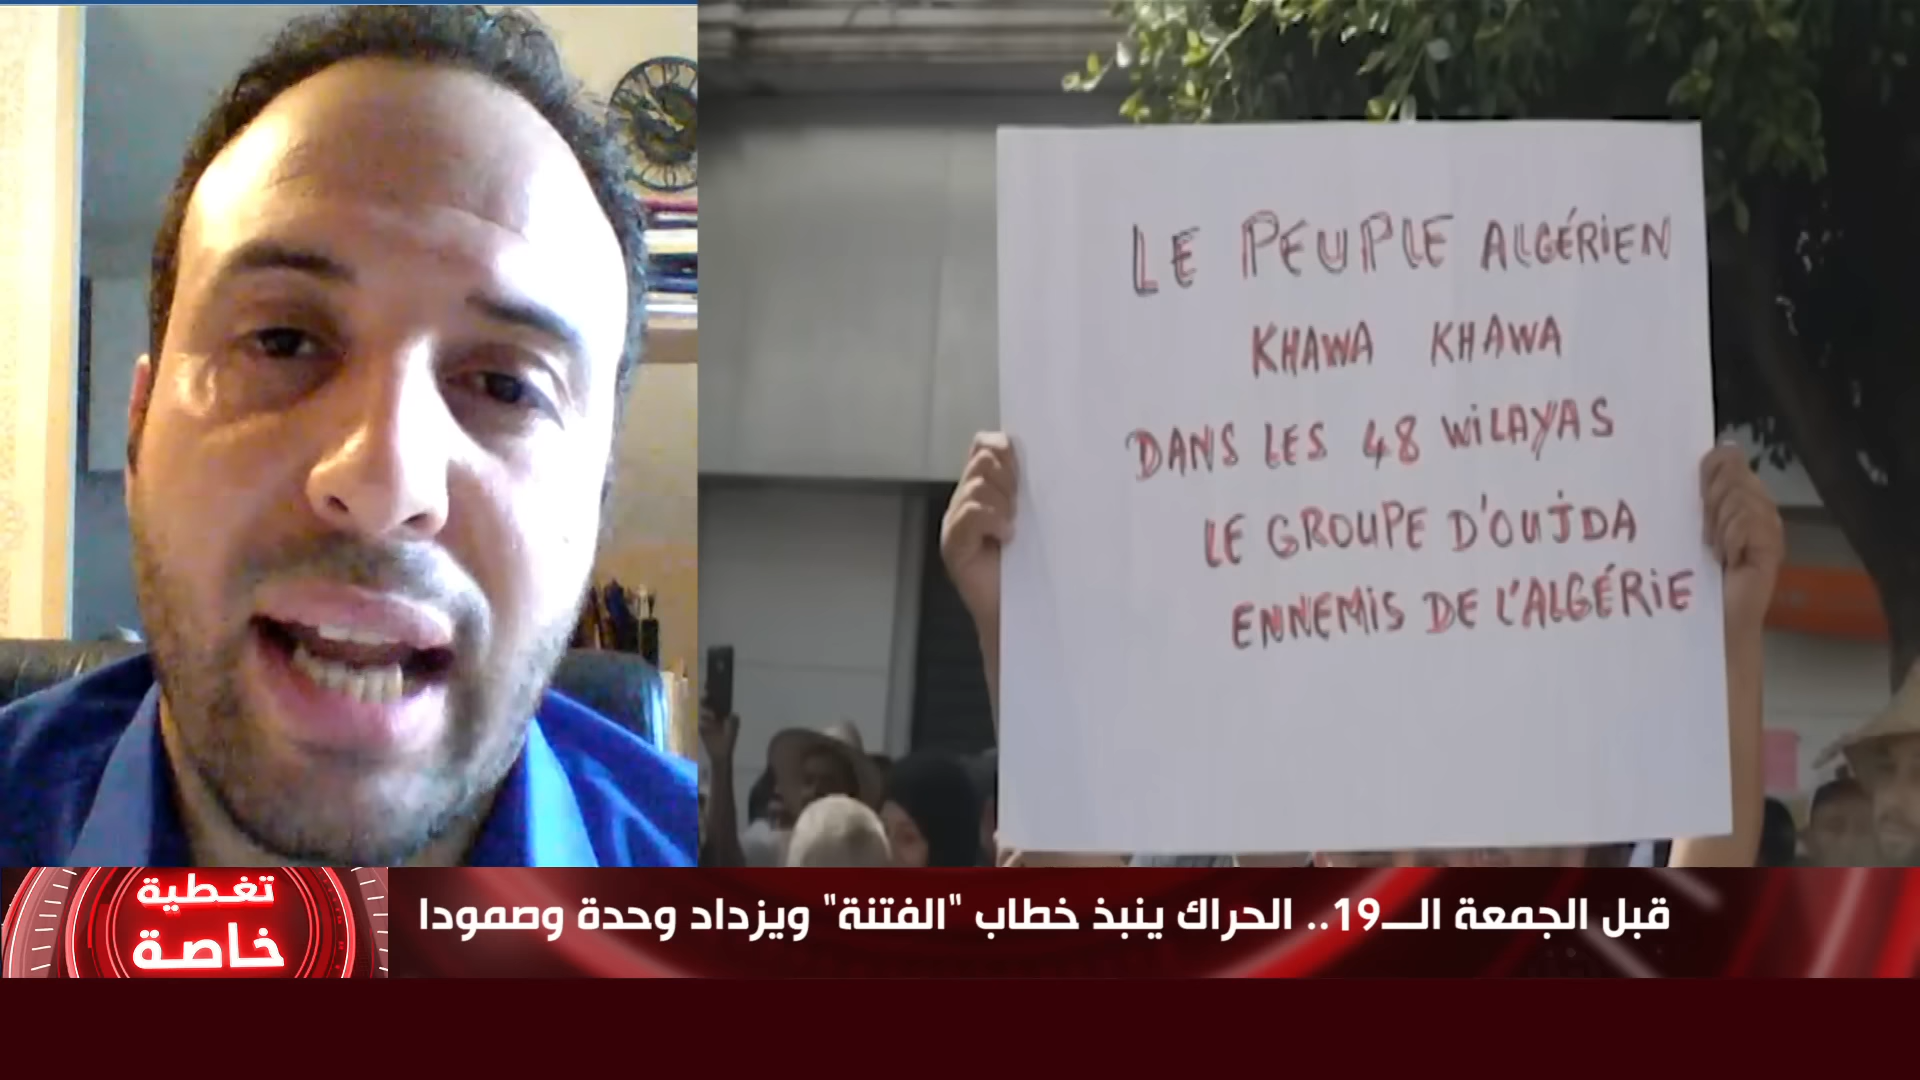 LE PEUPLE ALGÉRIEN
KHAWA KHAWA
DANS LES 48 WILAYAS
LE GROUPE D'OUJDA
ENNEMIS DE L'ALGÉRIE
تغطية
خاصة
قبل الجمعة الـ19.. الحراك ينبذ خطاب "الفتنة" ويزداد وحدة وصمودا